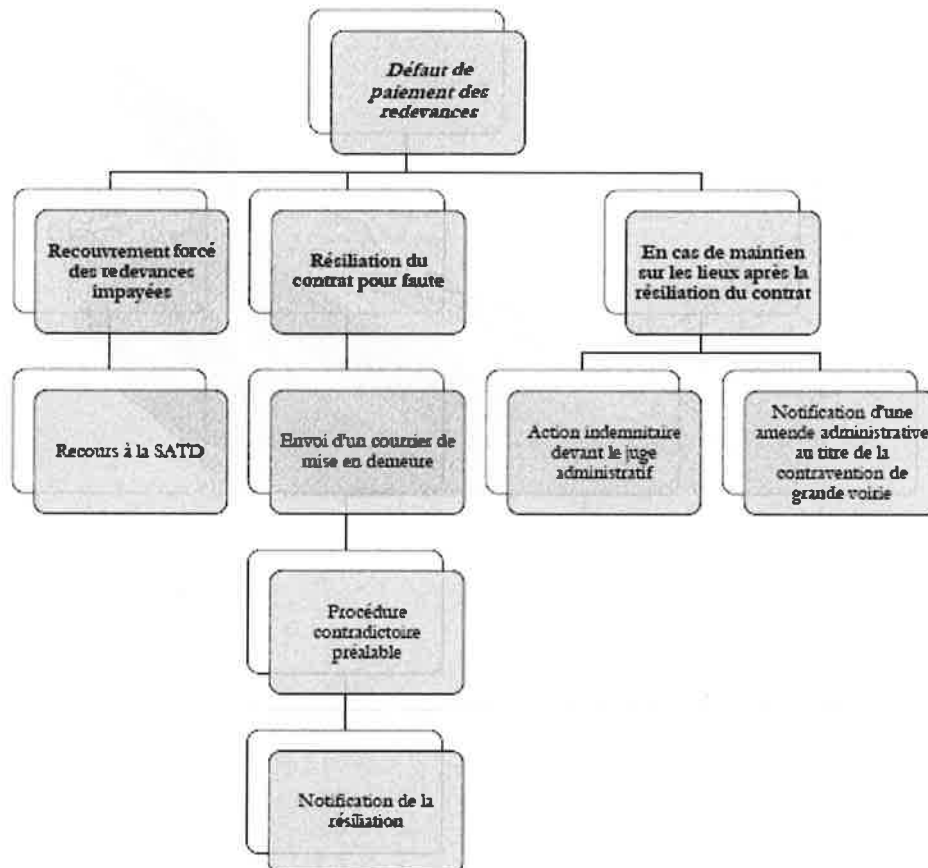 Défaut de
paiement des
redevances
Recouvrement forcé
des redevances
impayées
Résiliation du
contrat pour faute
En cas de maintien
sur les lieux après la
résiliation du contrat
Recours à la SATD
Envoi d'un courrier de
mise en demeure
Action indemnitaire
devant le juge
administratif
Notification d'une
amende administrative
au titre de la
contravention de
grande voirie
Procédure
contradictoire
préalable
Notification de la
résiliation